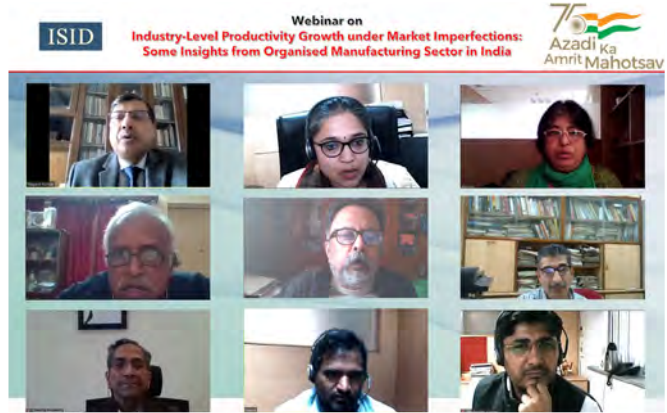 ISID
Webinar on
Industry-Level Productivity Growth under Market Imperfections:
Some Insights from Organised Manufacturing Sector in India
75
Azadi Ka
Amrit Mahotsav